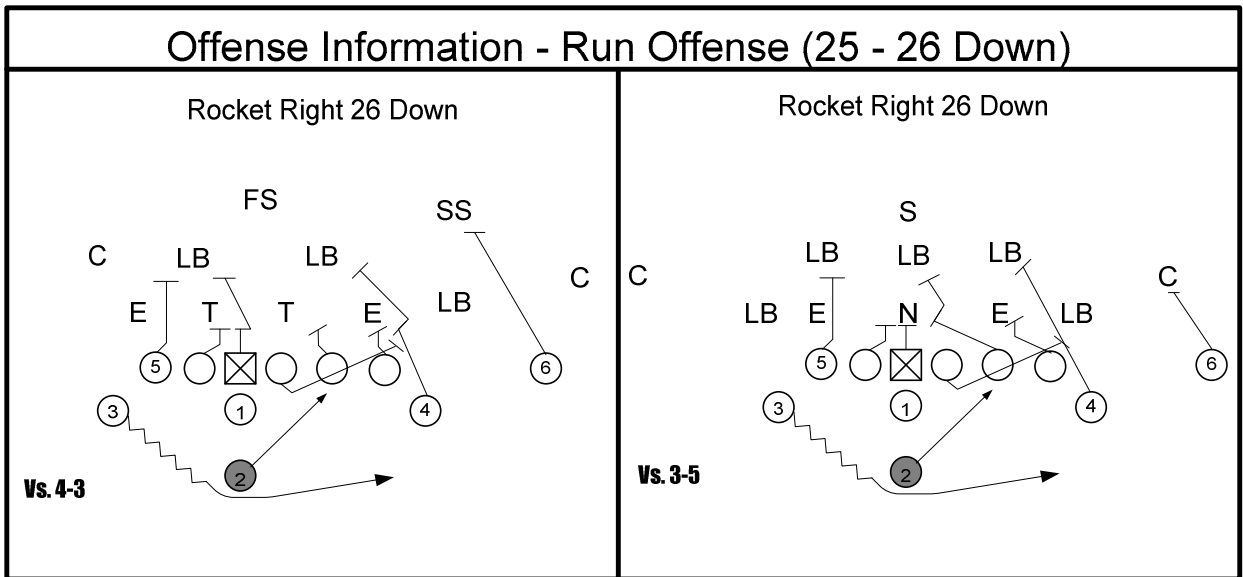 Offense Information - Run Offense (25 - 26 Down)
Rocket Right 26 Down
FS
SS
C
LB
LB
C
E
T
T
E
LB
5
6
3
1
4
2
Vs. 4-3
Rocket Right 26 Down
S
LB
LB
LB
C
C
LB
E
N
E
LB
5
6
3
1
4
2
Vs. 3-5